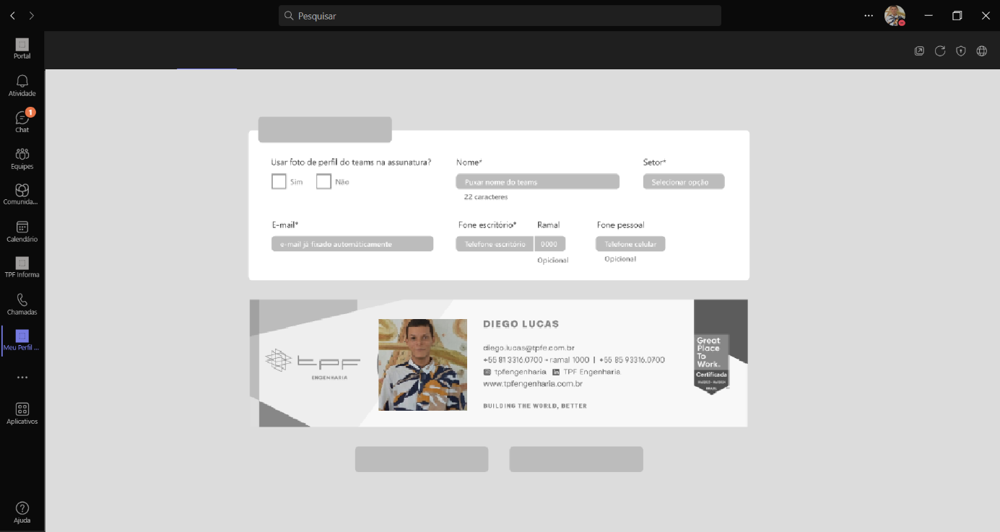 Pesquisar
Portal
Atividade
1
Chat
Equipes
Comunida...
Calendário
TPF Informa
Chamadas
Meu Perfil ...
Aplicativos
Ajuda
Usar foto de perfil do teams na assunatura?
Sim Não
Nome*
Puxar nome do teams
22 caracteres
Setor*
Selecionar opção
E-mail*
e-mail já fixado automáticamente
Fone escritório* Ramal
Telefone escritório 0000
Opicional
Fone pessoal
Telefone celular
Opicional
tpf
ENGENHARIA
DIEGO LUCAS
diego.lucas@tpfe.com.br
+55 81 3316.0700 - ramal 1000 | +55 85 93316.0700
tpfengenharia in TPF Engenharia
www.tpfengenharia.com.br
BUILDING THE WORLD, BETTER
Great
Place
To
Work.
Certificada
BRASIL